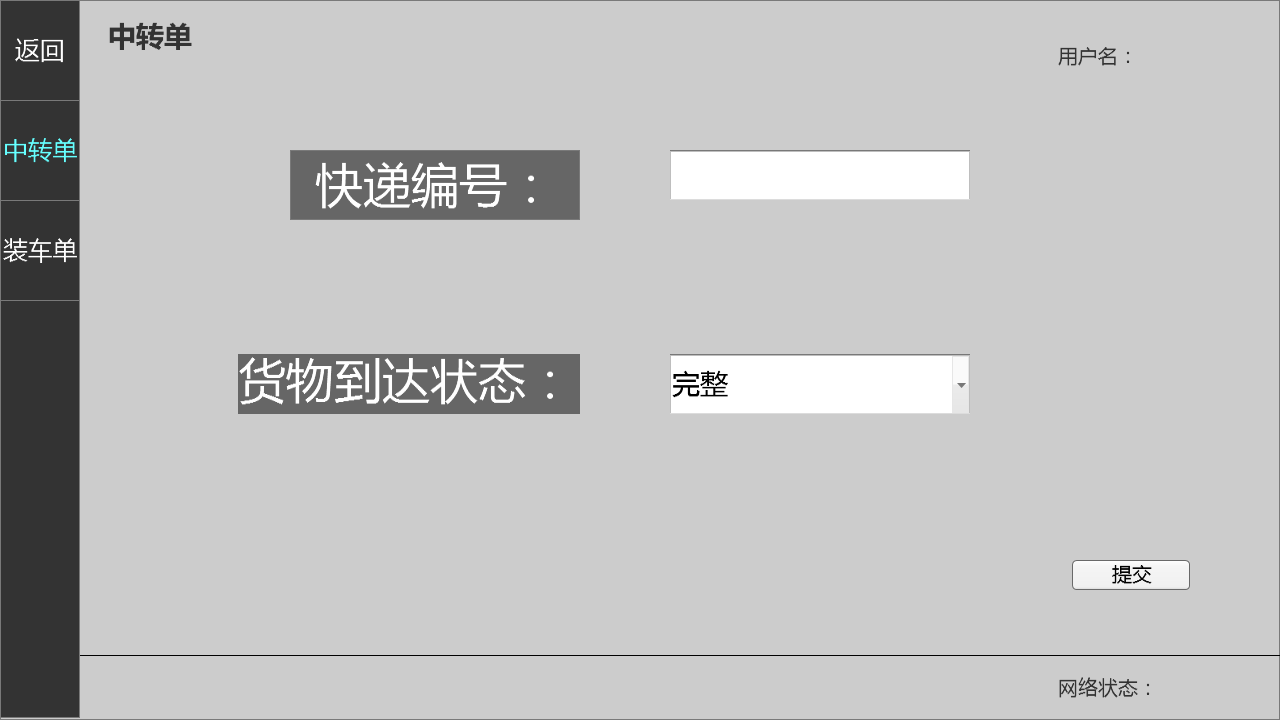 返回
中转单
装车单
中转单
用户名：
快递编号：
货物到达状态：
完整
提交
网络状态：